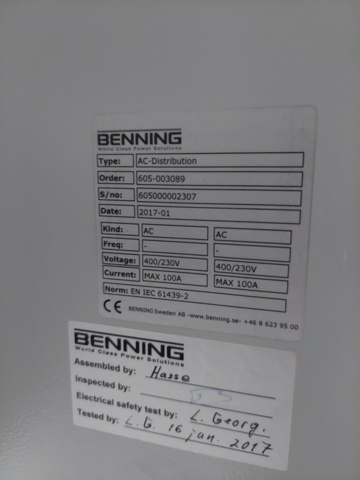 BENNING
World Class Power Solutions
Type: AC-Distribution
Order: 605-003089
S/no: 605000002307
Date: 2017-01
Kind: AC AC
Freq: - -
Voltage: 400/230V 400/230V
Current: MAX 100A MAX 100A
Norm: EN IEC 61439-2
CE BENNING Sweden AB -www.benning.se- +46 8 623 95 00
BENNING
World Class Power Solutions
Assembled by: Hasse
Inspected by:
Electrical safety test by: L. Georg.
Tested by: L.G. 16 jan. 2017